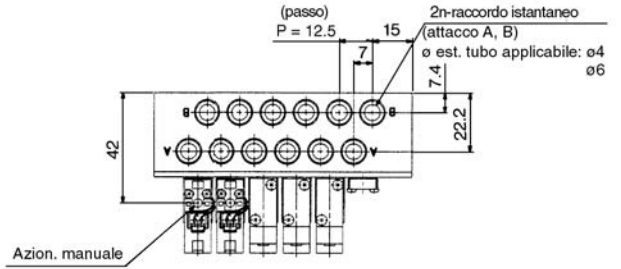 (passo)
P = 12.5
15
2n-raccordo istantaneo
(attacco A, B)
ø est. tubo applicabile: ø4
ø6
7
7.4
22.2
42
B
B
A
A
Azion. manuale